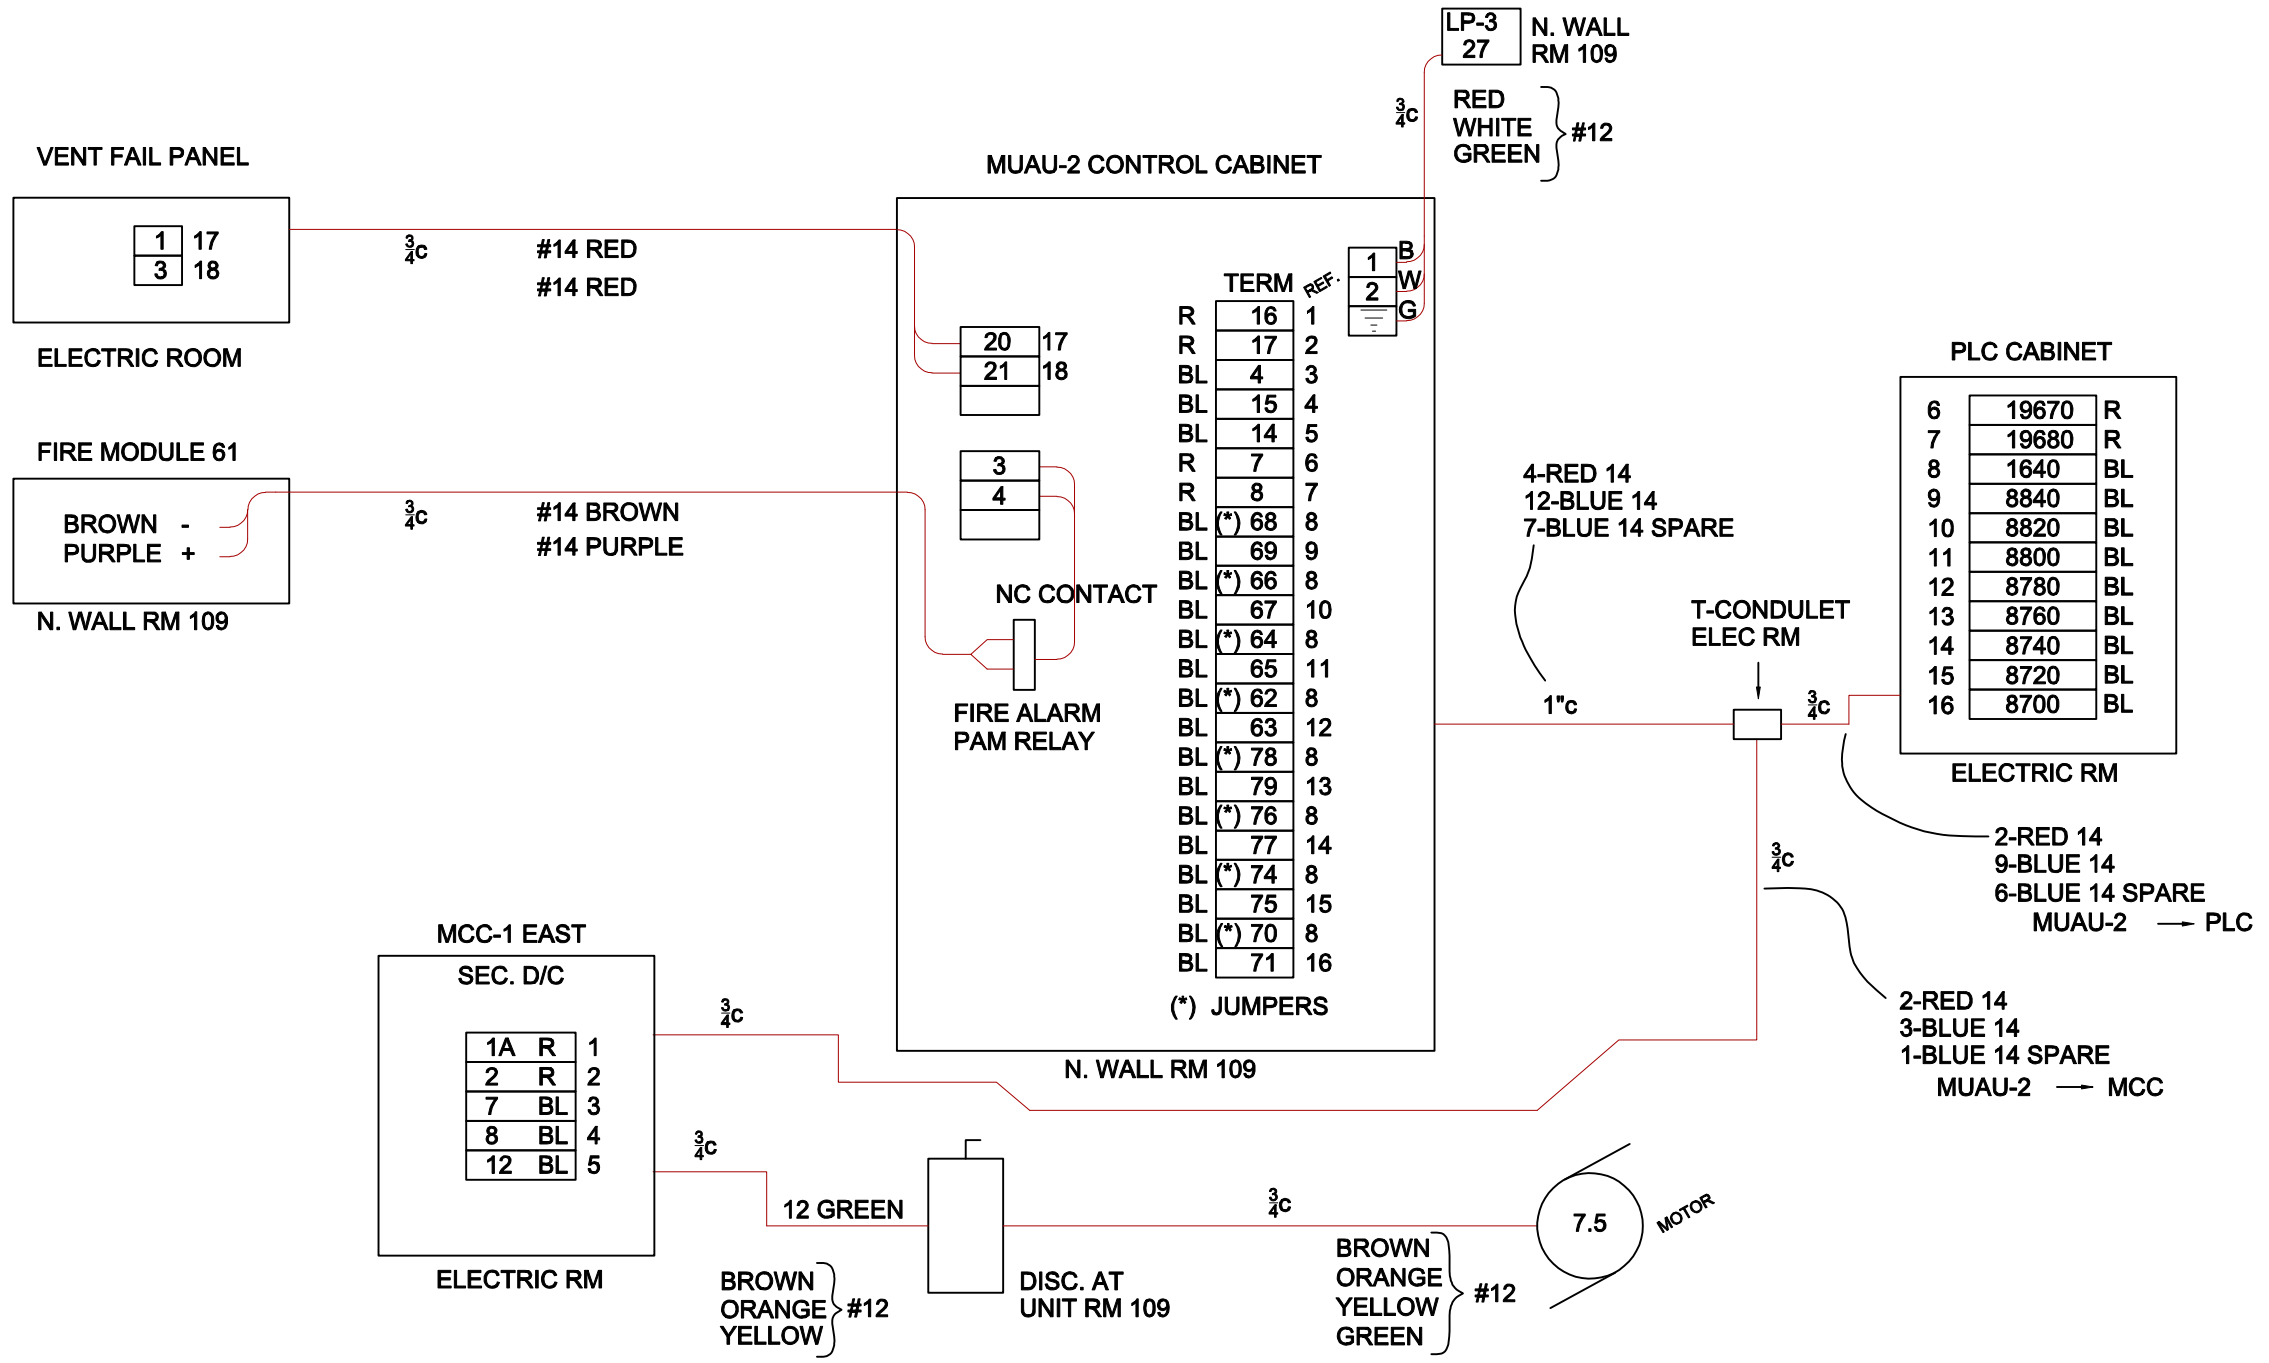 LP-3
27
N. WALL
RM 109
3/4 C
RED
WHITE
GREEN
#12
VENT FAIL PANEL
1 17
3 18
ELECTRIC ROOM
3/4 C
#14 RED
#14 RED
FIRE MODULE 61
BROWN -
PURPLE +
N. WALL RM 109
3/4 C
#14 BROWN
#14 PURPLE
MUAU-2 CONTROL CABINET
20 17
21 18
3
4
NC CONTACT
FIRE ALARM
PAM RELAY
1 B
2 W
G
TERM REF.
R 16 1
R 17 2
BL 4 3
BL 15 4
BL 14 5
R 7 6
R 8 7
BL (*) 68 8
BL 69 9
BL (*) 66 8
BL 67 10
BL (*) 64 8
BL 65 11
BL (*) 62 8
BL 63 12
BL (*) 78 8
BL 79 13
BL (*) 76 8
BL 77 14
BL (*) 74 8
BL 75 15
BL (*) 70 8
BL 71 16
(*) JUMPERS
N. WALL RM 109
4-RED 14
12-BLUE 14
7-BLUE 14 SPARE
1"C
T-CONDULET
ELEC RM
3/4 C
PLC CABINET
6 19670 R
7 19680 R
8 1640 BL
9 8840 BL
10 8820 BL
11 8800 BL
12 8780 BL
13 8760 BL
14 8740 BL
15 8720 BL
16 8700 BL
ELECTRIC RM
2-RED 14
9-BLUE 14
6-BLUE 14 SPARE
MUAU-2 → PLC
3/4 C
2-RED 14
3-BLUE 14
1-BLUE 14 SPARE
MUAU-2 → MCC
MCC-1 EAST
SEC. D/C
1A R 1
2 R 2
7 BL 3
8 BL 4
12 BL 5
ELECTRIC RM
3/4 C
3/4 C
12 GREEN
BROWN
ORANGE
YELLOW
#12
DISC. AT
UNIT RM 109
3/4 C
BROWN
ORANGE
YELLOW
GREEN
#12
7.5
MOTOR